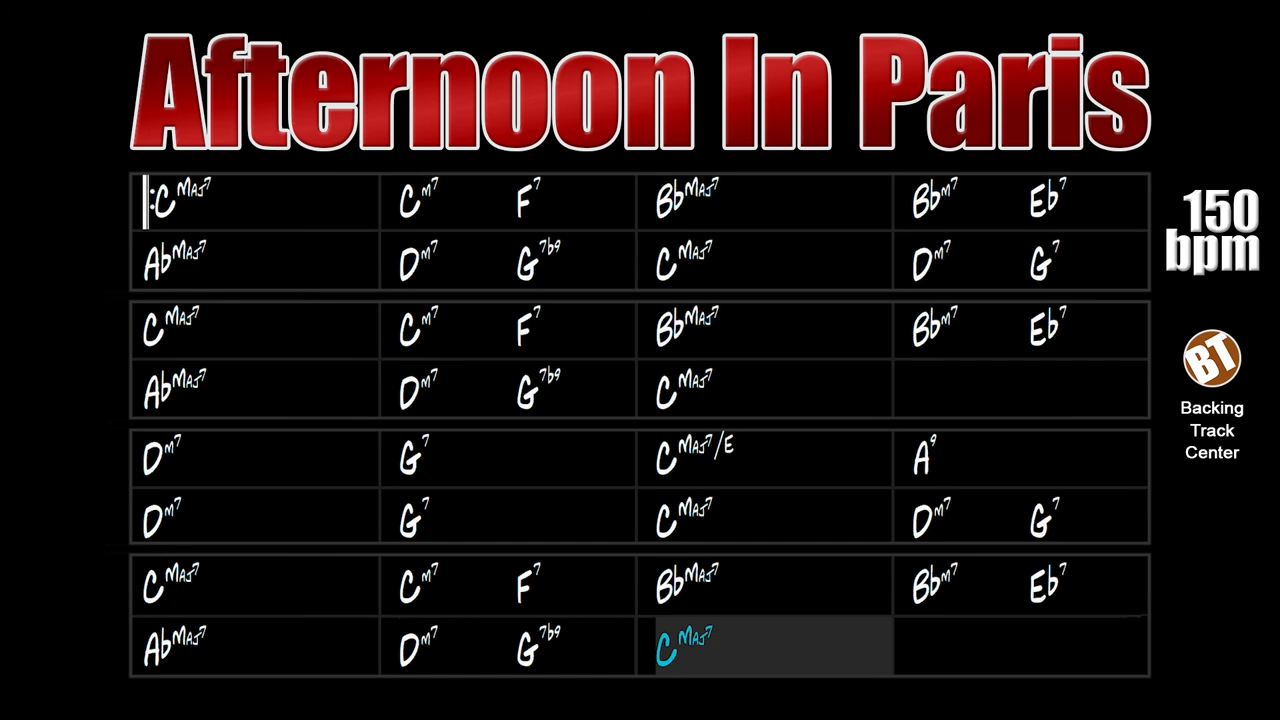 Afternoon In Paris
CMAJ7 Cm7 F7 BbMAJ7 Bbm7 Eb7
AbMAJ7 Dm7 G7b9 CMAJ7 Dm7 G7
CMAJ7 Cm7 F7 BbMAJ7 Bbm7 Eb7
AbMAJ7 Dm7 G7b9 CMAJ7
Dm7 G7 CMAJ7/E A9
Dm7 G7 CMAJ7 Dm7 G7
CMAJ7 Cm7 F7 BbMAJ7 Bbm7 Eb7
AbMAJ7 Dm7 G7b9 CMAJ7
150
bpm
BT
Backing
Track
Center